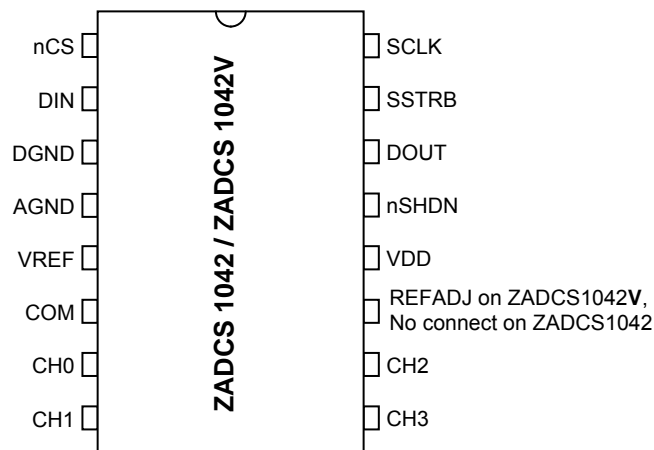 nCS
DIN
DGND
AGND
VREF
COM
CH0
CH1
ZADCS 1042 / ZADCS 1042V
SCLK
SSTRB
DOUT
nSHDN
VDD
REFADJ on ZADCS1042V,
No connect on ZADCS1042
CH2
CH3